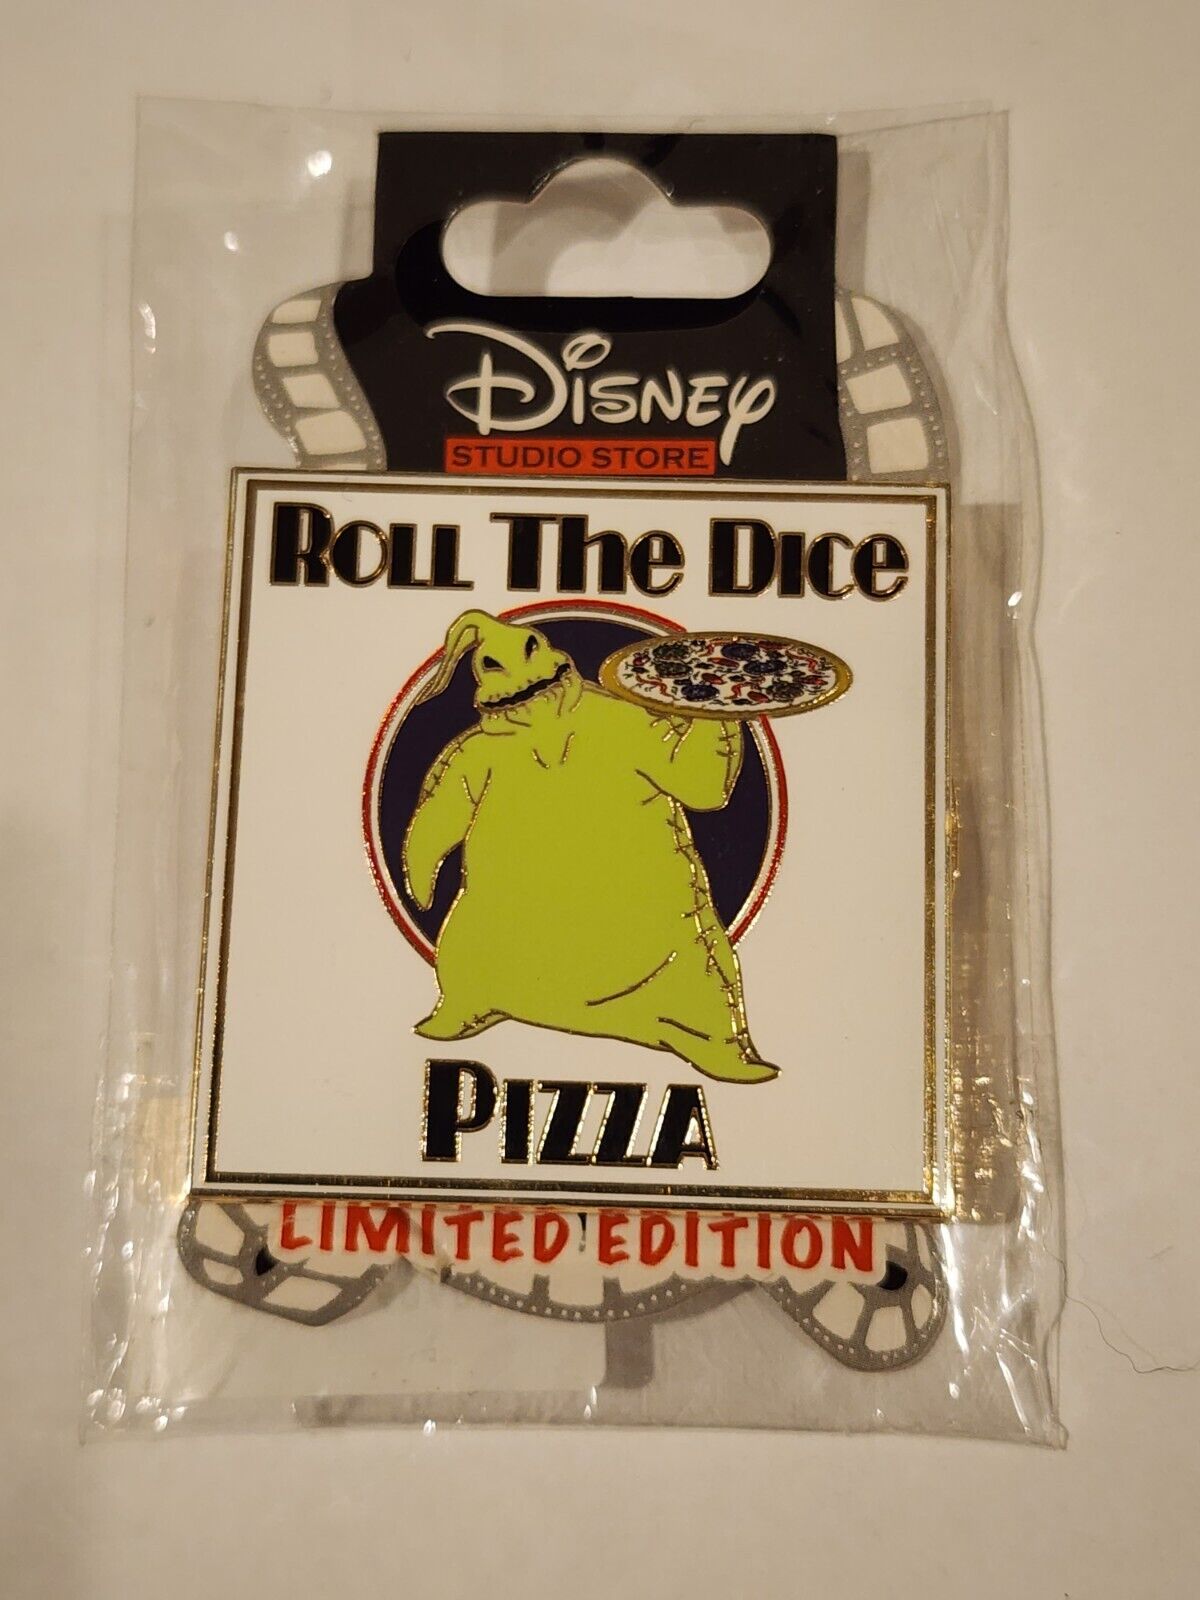 Disney
STUDIO STORE
Roll The Dice
Pizza
LIMITED EDITION